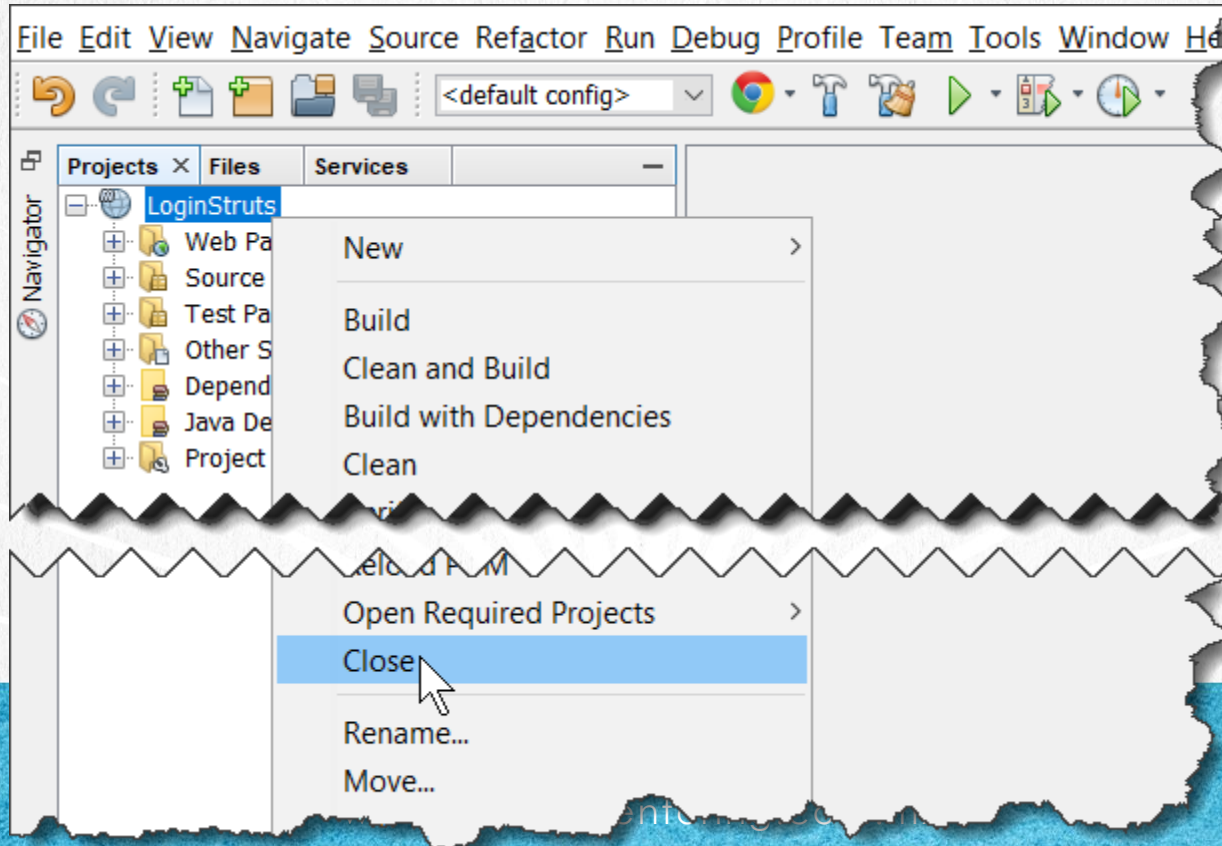 File Edit View Navigate Source Refactor Run Debug Profile Team Tools Window
<default config>
Projects Files Services
Navigator
LoginStruts
Web Pa
Source
Test Pa
Other S
Depend
Java De
Project
New
Build
Clean and Build
Build with Dependencies
Clean
Open Required Projects
Close
Rename...
Move...